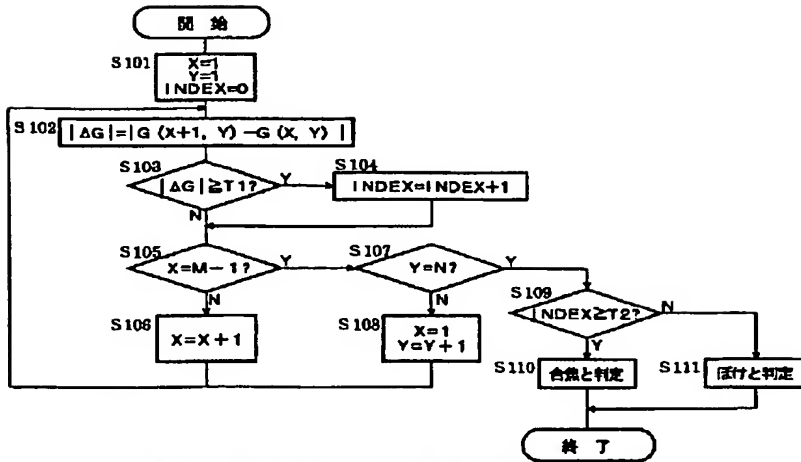 開始
S101
X=1
Y=1
INDEX=0
S102
|ΔG|=|G(X+1, Y)-G(X, Y)|
S103
|ΔG|≧T1?
Y
N
S104
INDEX=INDEX+1
S105
X=M-1?
Y
N
S107
Y=N?
Y
N
S106
X=X+1
S108
X=1
Y=Y+1
S109
INDEX≧T2?
N
Y
S110
合焦と判定
S111
ぼけと判定
終了